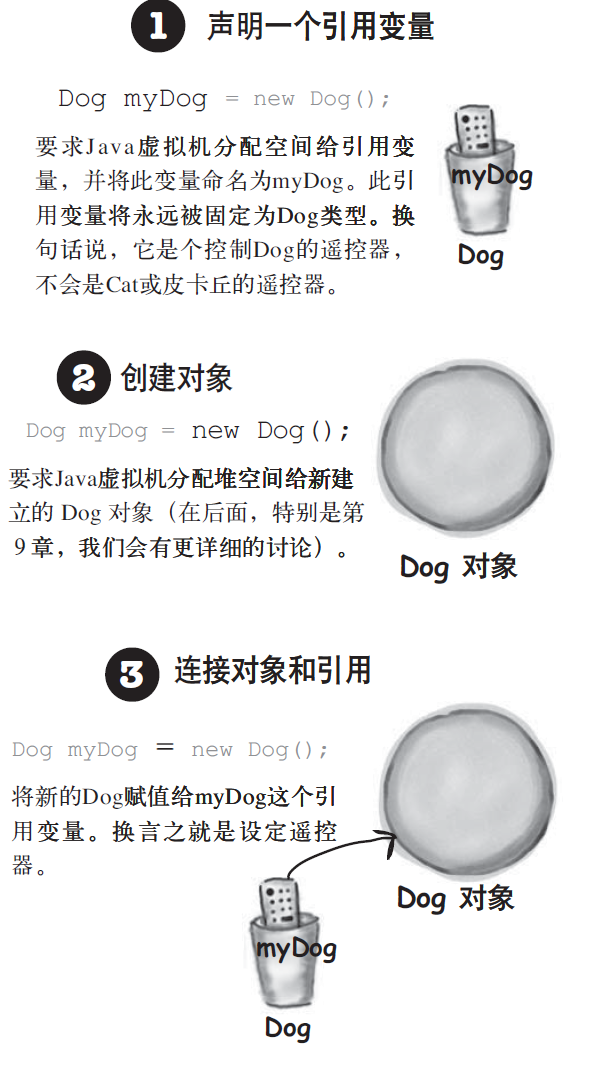 1 声明一个引用变量
Dog myDog = new Dog();
要求Java虚拟机分配空间给引用变
量，并将此变量命名为myDog。此引
用变量将永远被固定为Dog类型。换
句话说，它是个控制Dog的遥控器，
不会是Cat或皮卡丘的遥控器。
myDog
Dog
2 创建对象
Dog myDog = new Dog();
要求Java虚拟机分配堆空间给新建
立的 Dog 对象（在后面，特别是第
9 章，我们会有更详细的讨论）。
Dog 对象
3 连接对象和引用
Dog myDog = new Dog();
将新的Dog赋值给myDog这个引
用变量。换言之就是设定遥控
器。
Dog 对象
myDog
Dog